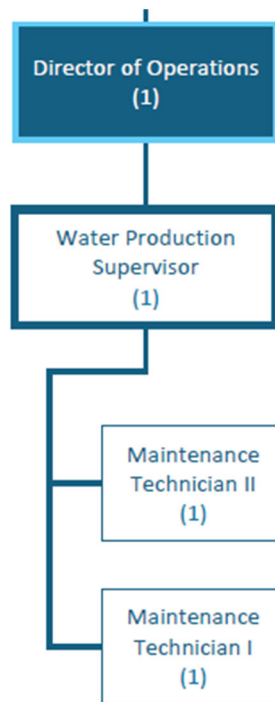 Director of Operations
(1)
Water Production
Supervisor
(1)
Maintenance
Technician II
(1)
Maintenance
Technician I
(1)